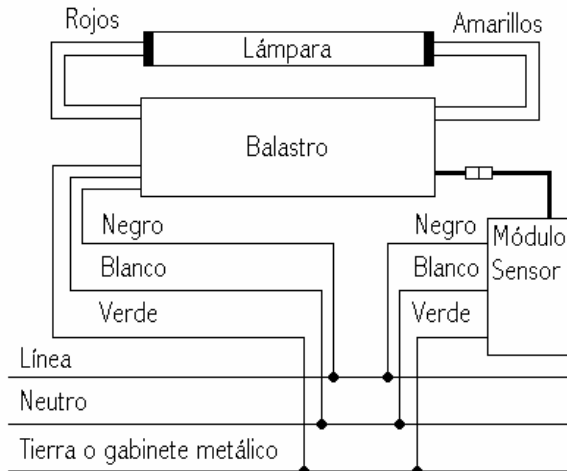 Rojos
Amarillos
Lámpara
Balastro
Negro
Negro
Módulo
Sensor
Blanco
Blanco
Verde
Verde
Línea
Neutro
Tierra o gabinete metálico